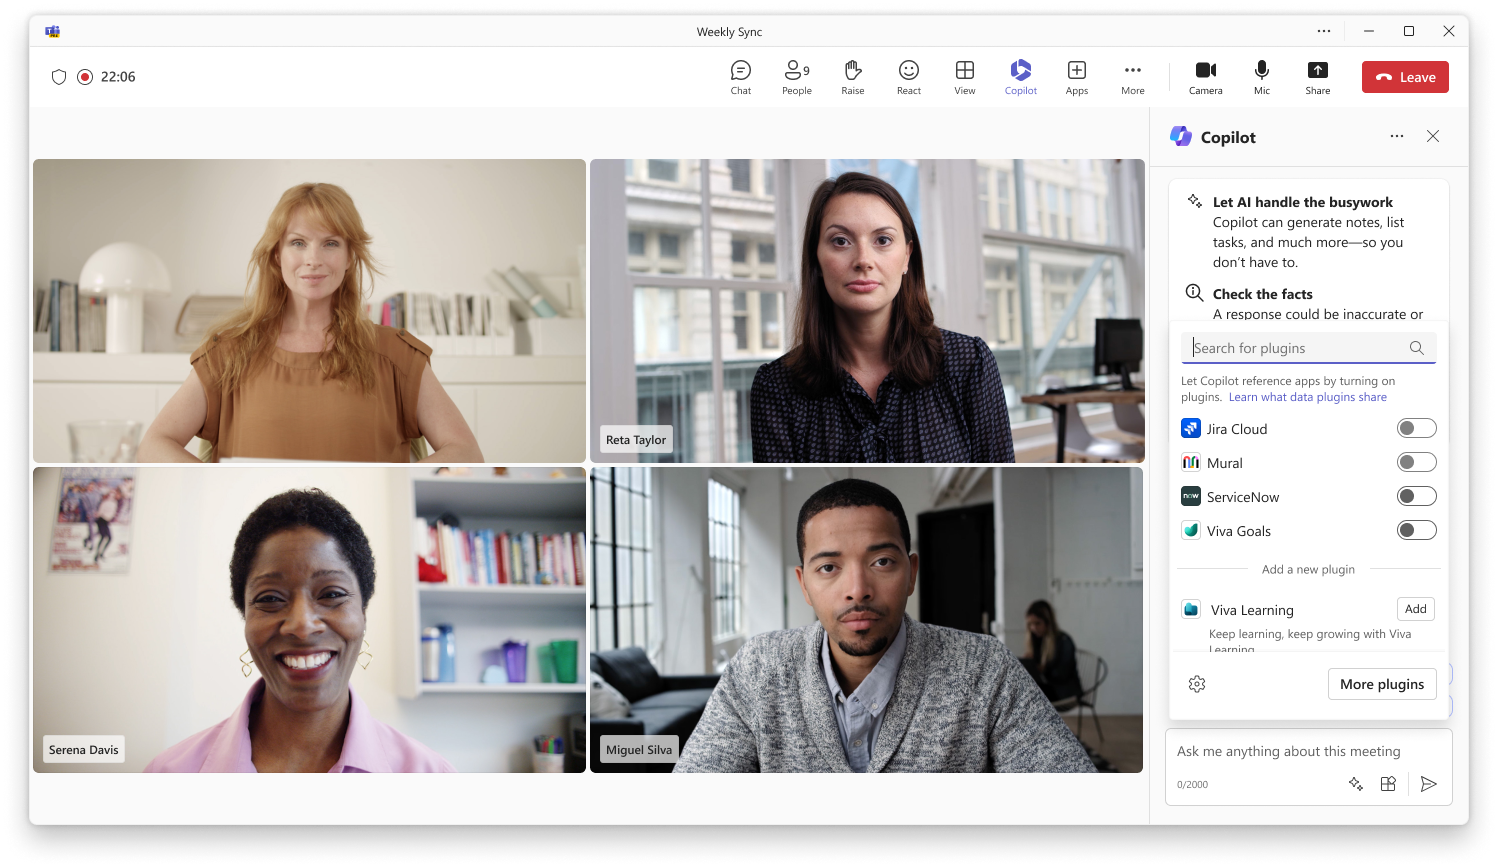 Weekly Sync
22:06
Chat
People
9
Raise
React
View
Copilot
Apps
More
Camera
Mic
Share
Leave
Copilot
Let AI handle the busywork
Copilot can generate notes, list
tasks, and much more—so you
don’t have to.
Check the facts
A response could be inaccurate or
Search for plugins
Let Copilot reference apps by turning on
plugins. Learn what data plugins share
Jira Cloud
Mural
now
ServiceNow
Viva Goals
Add a new plugin
Viva Learning
Add
Keep learning, keep growing with Viva
Learning
More plugins
Ask me anything about this meeting
0/2000
Reta Taylor
Serena Davis
Miguel Silva